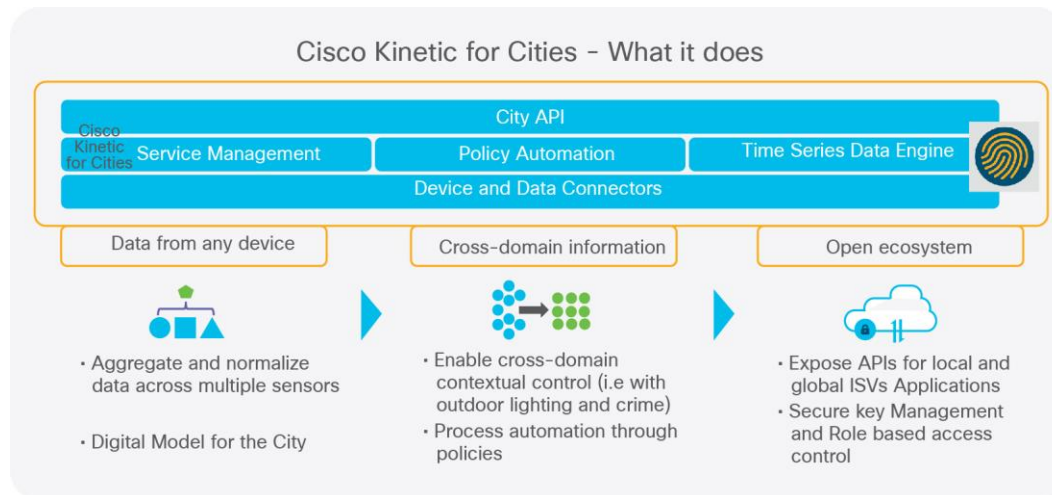 Cisco Kinetic for Cities - What it does
City API
Cisco
Kinetic
for Cities
Service Management
Policy Automation
Time Series Data Engine
Device and Data Connectors
Data from any device
Cross-domain information
Open ecosystem
· Aggregate and normalize
data across multiple sensors
· Digital Model for the City
· Enable cross-domain
contextual control (i.e with
outdoor lighting and crime)
· Process automation through
policies
· Expose APIs for local and
global ISVs Applications
· Secure key Management
and Role based access
control